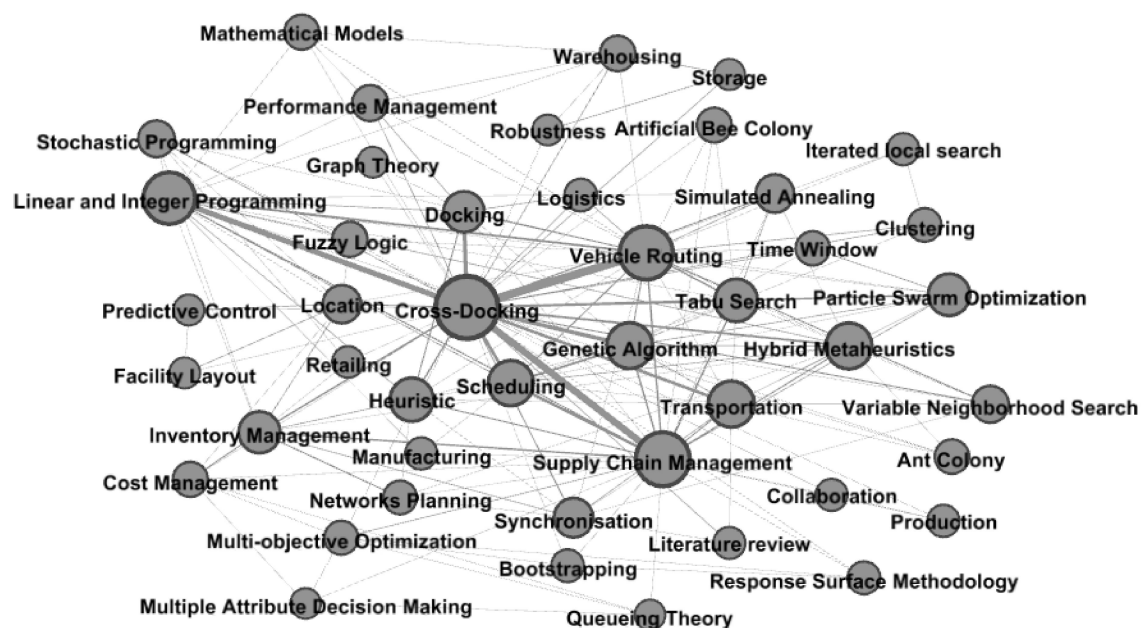 Mathematical Models
Warehousing
Storage
Performance Management
Robustness
Artificial Bee Colony
Stochastic Programming
Iterated local search
Graph Theory
Linear and Integer Programming
Logistics
Simulated Annealing
Docking
Clustering
Fuzzy Logic
Vehicle Routing
Time Window
Predictive Control
Location
Cross-Docking
Tabu Search
Particle Swarm Optimization
Genetic Algorithm
Hybrid Metaheuristics
Facility Layout
Retailing
Scheduling
Heuristic
Transportation
Variable Neighborhood Search
Inventory Management
Manufacturing
Supply Chain Management
Ant Colony
Cost Management
Networks Planning
Collaboration
Synchronisation
Production
Multi-objective Optimization
Literature review
Bootstrapping
Response Surface Methodology
Multiple Attribute Decision Making
Queueing Theory